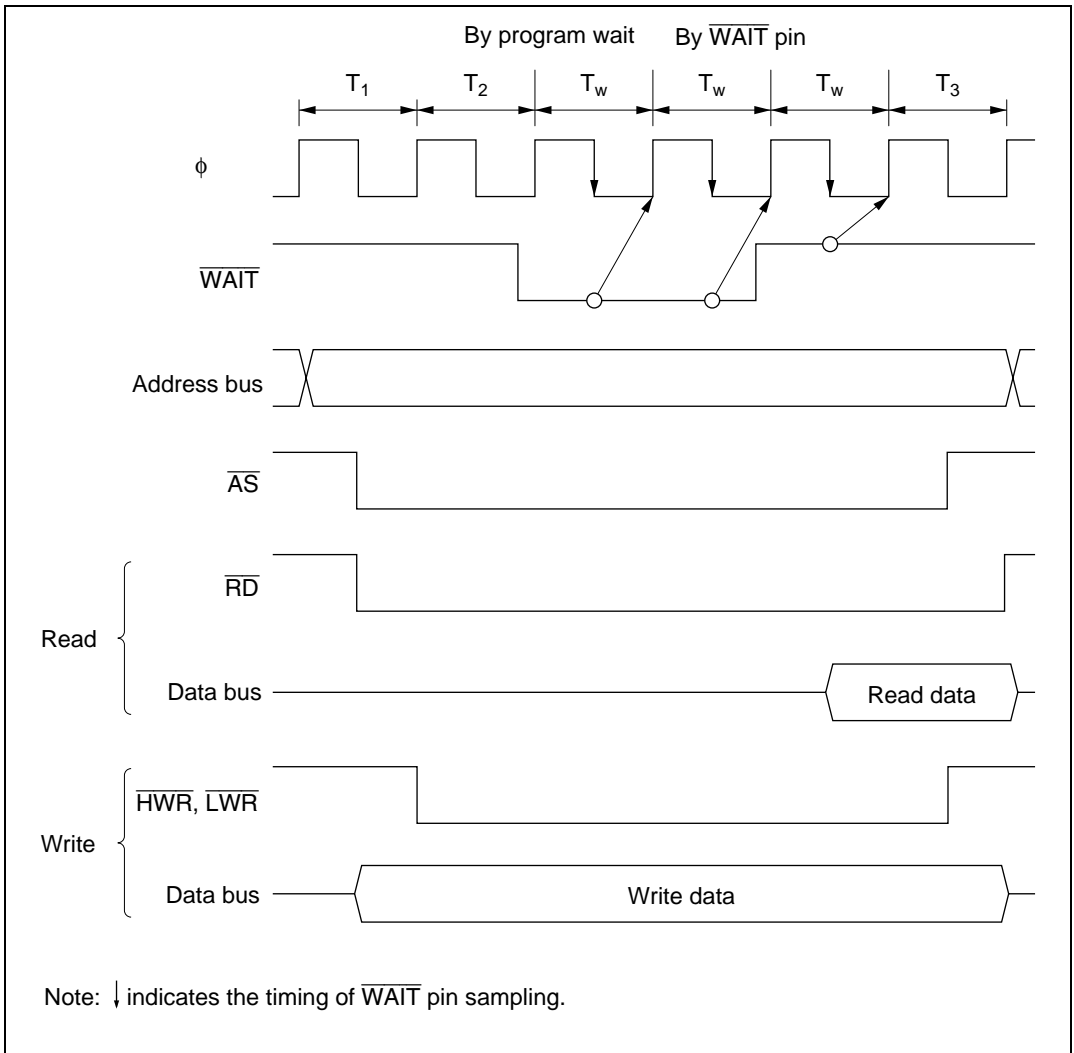 By program wait By WAIT pin
T1 T2 Tw Tw Tw T3
ϕ
WAIT
Address bus
AS
RD
Read
Data bus Read data
HWR, LWR
Write
Data bus Write data
Note: ↓ indicates the timing of WAIT pin sampling.